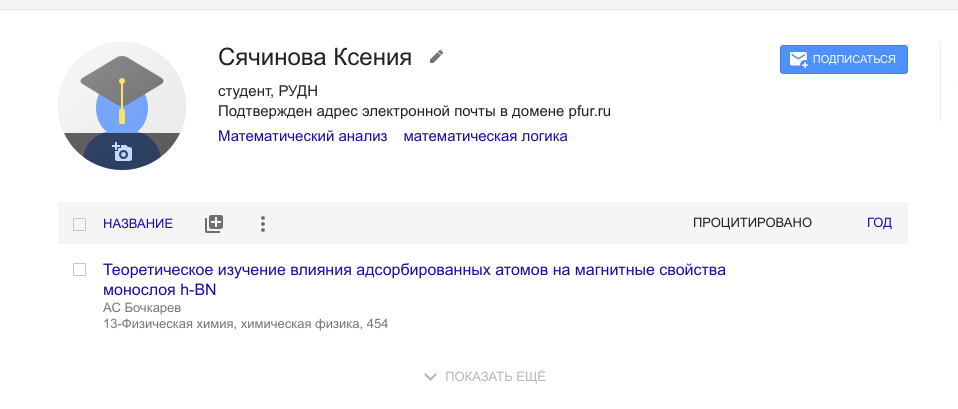 Сячинова Ксения
ПОДПИСАТЬСЯ
студент, РУДН
Подтвержден адрес электронной почты в домене pfur.ru
Математический анализ математическая логика
НАЗВАНИЕ ПРОЦИТИРОВАНО ГОД
Теоретическое изучение влияния адсорбированных атомов на магнитные свойства
монослоя h-BN
АС Бочкарев
13-Физическая химия, химическая физика, 454
ПОКАЗАТЬ ЕЩЁ